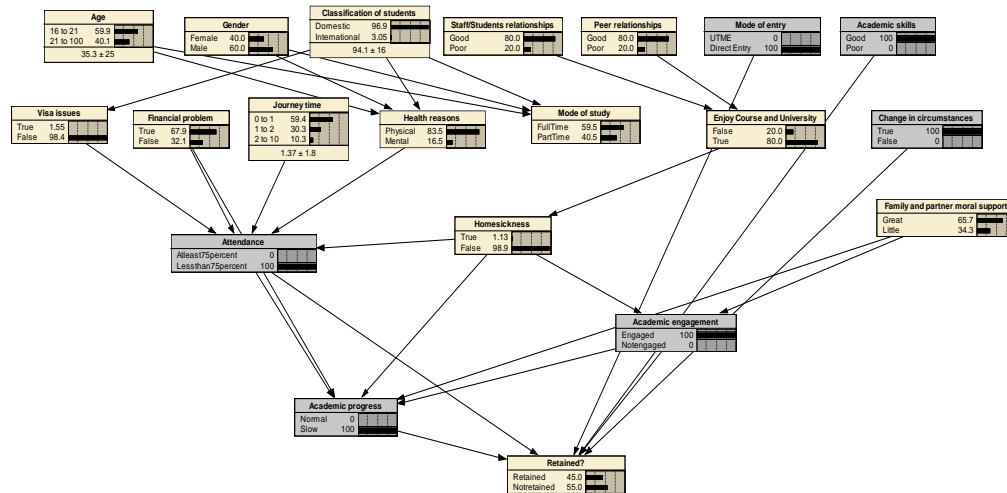 Age
16 to 21 59.9
21 to 100 40.1
35.3 ± 25
Gender
Female 40.0
Male 60.0
Classification of students
Domestic 96.9
International 3.05
94.1 ± 16
Staff/Students relationships
Good 80.0
Poor 20.0
Peer relationships
Good 80.0
Poor 20.0
Mode of entry
UTME 0
Direct Entry 100
Academic skills
Good 100
Poor 0
Visa issues
True 1.55
False 98.4
Financial problem
True 67.9
False 32.1
Journey time
0 to 1 59.4
1 to 2 30.3
2 to 10 10.3
1.37 ± 1.8
Health reasons
Physical 83.5
Mental 16.5
Mode of study
FullTime 59.5
PartTime 40.5
Enjoy Course and University
False 20.0
True 80.0
Change in circumstances
True 100
False 0
Family and partner moral support
Great 65.7
Little 34.3
Homesickness
True 1.13
False 98.9
Attendance
Atleast75percent 0
Lessthan75percent 100
Academic engagement
Engaged 100
Notengaged 0
Academic progress
Normal 0
Slow 100
Retained?
Retained 45.0
Notretained 55.0